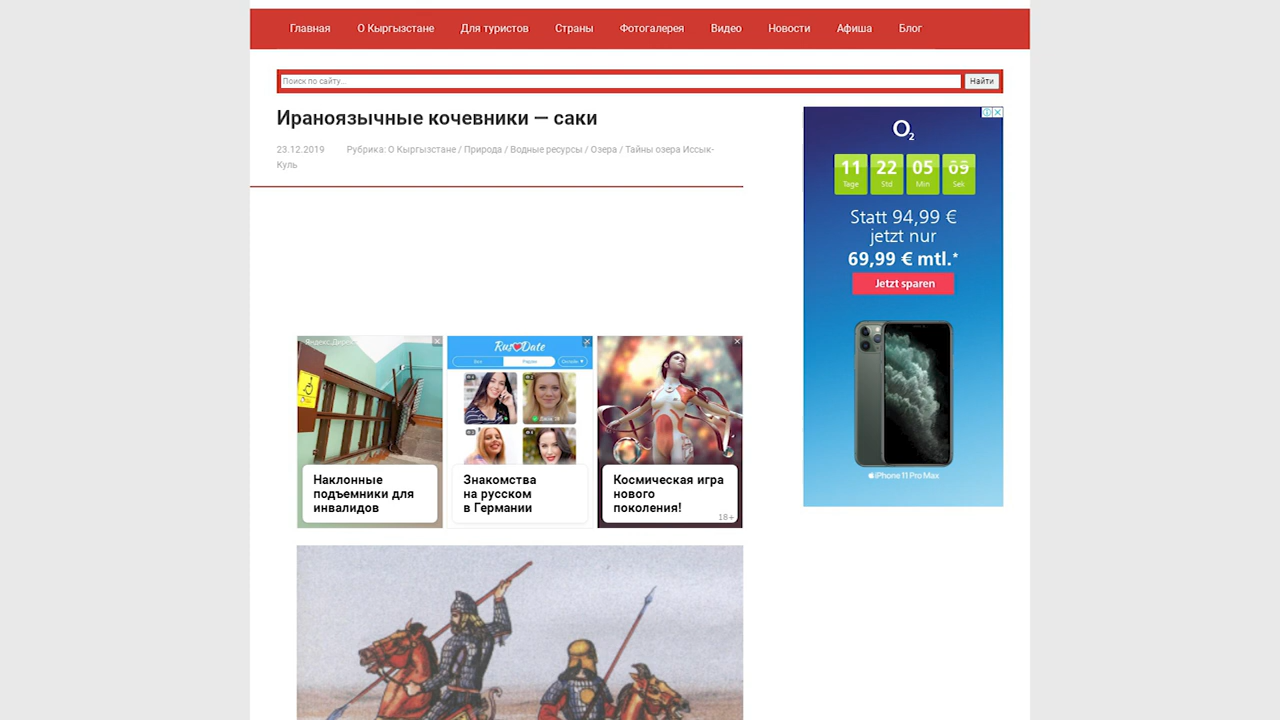 Главная О Кыргызстане Для туристов Страны Фотогалерея Видео Новости Афиша Блог
Поиск по сайту... Найти
Ираноязычные кочевники — саки
23.12.2019 Рубрика: О Кыргызстане / Природа / Водные ресурсы / Озера / Тайны озера Иссык-
Куль
O2
11 22 05 09
Tage Std Min Sek
Statt 94,99 €
jetzt nur
69,99 € mtl.*
Jetzt sparen
iPhone 11 Pro Max
Яндекс.Директ
Наклонные
подъемники для
инвалидов
RusDate
Онлайн
Знакомства
на русском
в Германии
Космическая игра
нового
поколения!
18+